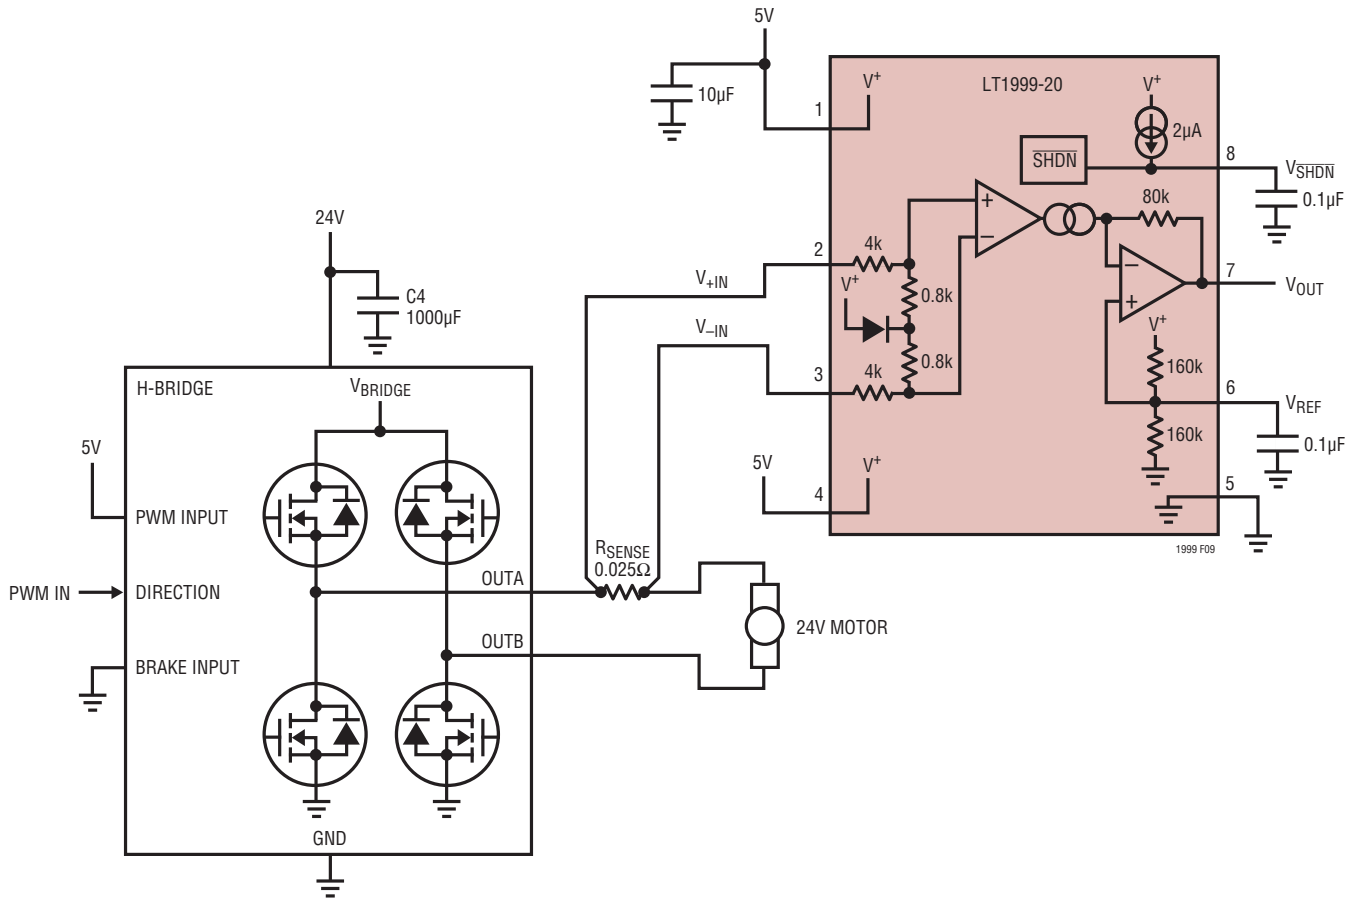 5V
10µF
1
V+
LT1999-20
V+
2µA
SHDN
8
VSHDN
0.1µF
80k
24V
C4
1000µF
2
4k
V+IN
V+
0.8k
7
VOUT
V–IN
0.8k
V+
160k
3
4k
6
VREF
160k
0.1µF
H-BRIDGE
VBRIDGE
5V
PWM INPUT
5V
4
V+
5
1999 F09
RSENSE
0.025Ω
PWM IN
DIRECTION
OUTA
24V MOTOR
OUTB
BRAKE INPUT
GND
+
−
−
+